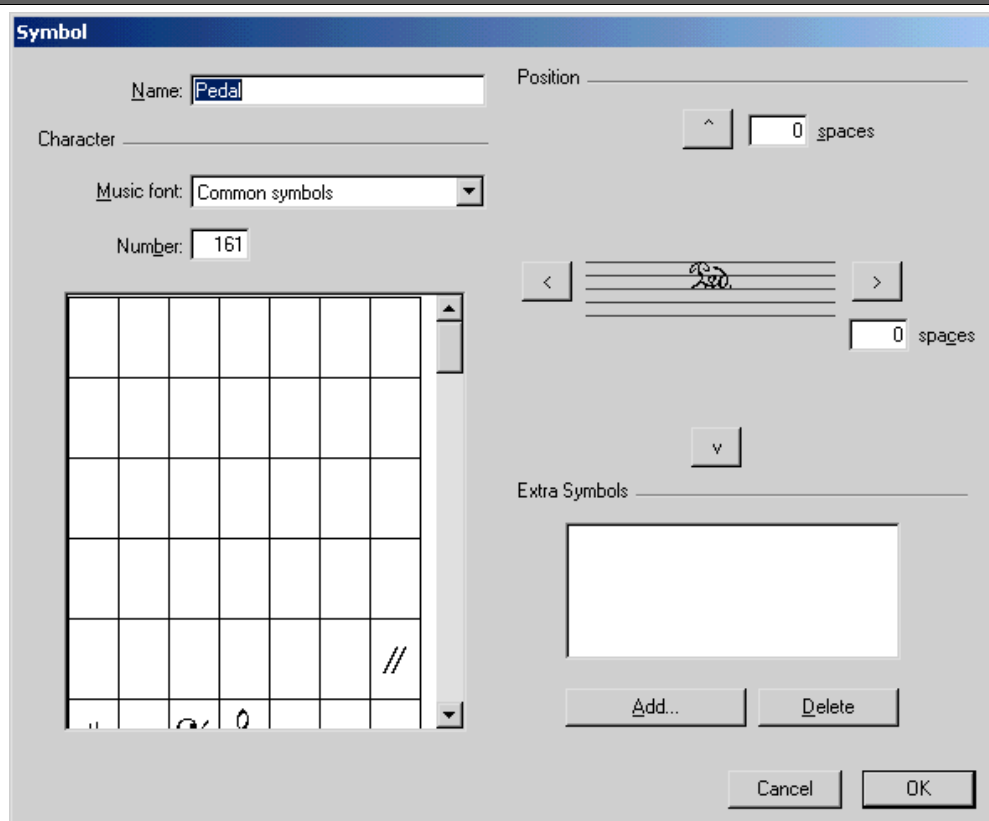 Symbol
Name: Pedal
Character
Music font: Common symbols
Number: 161
//
Position
^ 0 spaces
< Ped. >
0 spaces
v
Extra Symbols
Add... Delete
Cancel OK